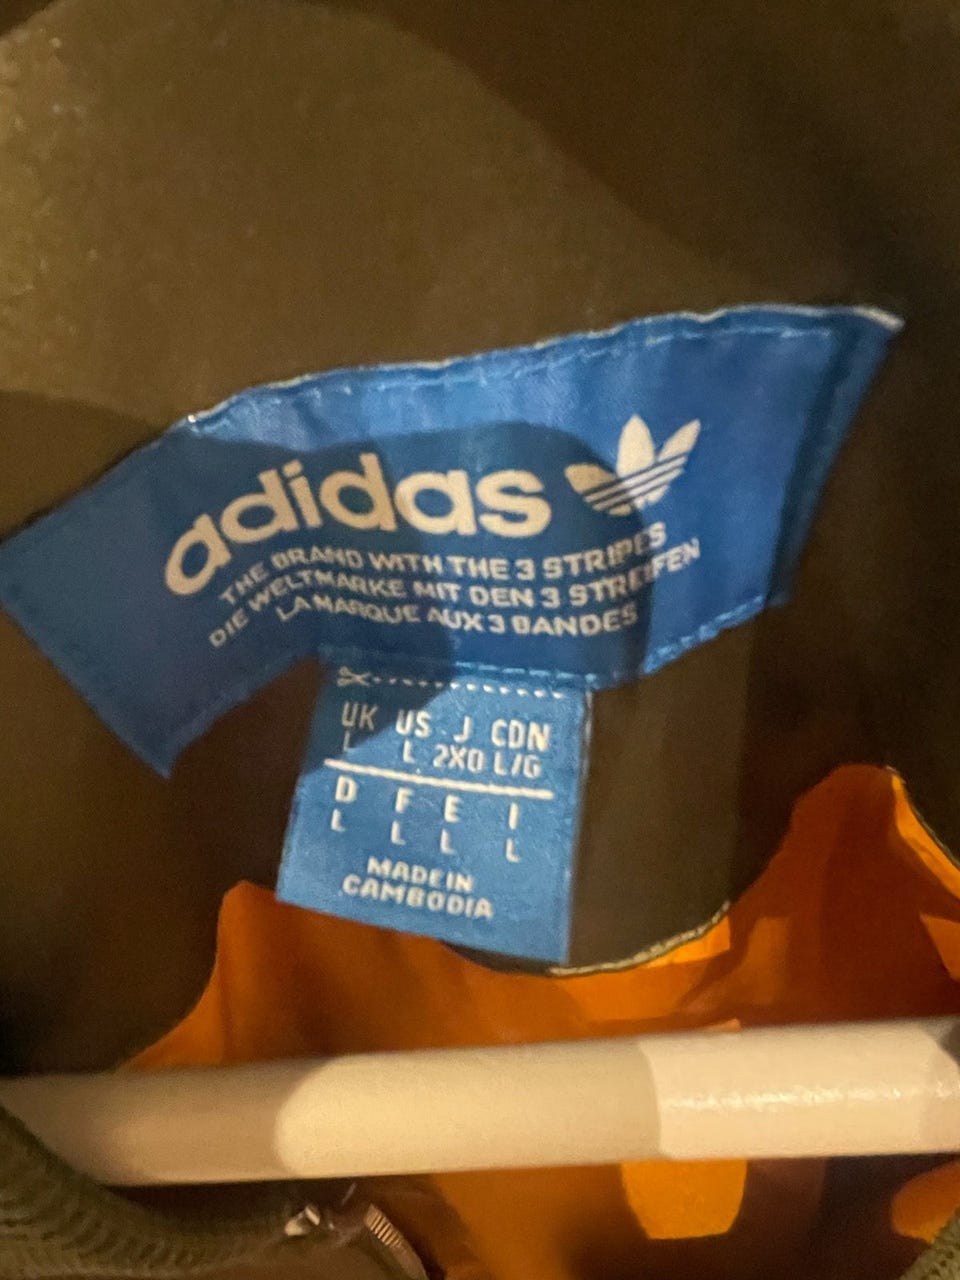 adidas
THE BRAND WITH THE 3 STRIPES
DIE WELTMARKE MIT DEN 3 STREIFEN
LA MARQUE AUX 3 BANDES
UK US J CDN
L L 2XO L/G
D F E I
L L L L
MADE IN
CAMBODIA